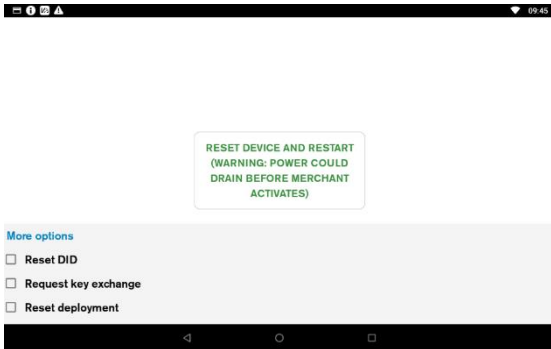 09:45
RESET DEVICE AND RESTART
(WARNING: POWER COULD
DRAIN BEFORE MERCHANT
ACTIVATES)
More options
Reset DID
Request key exchange
Reset deployment